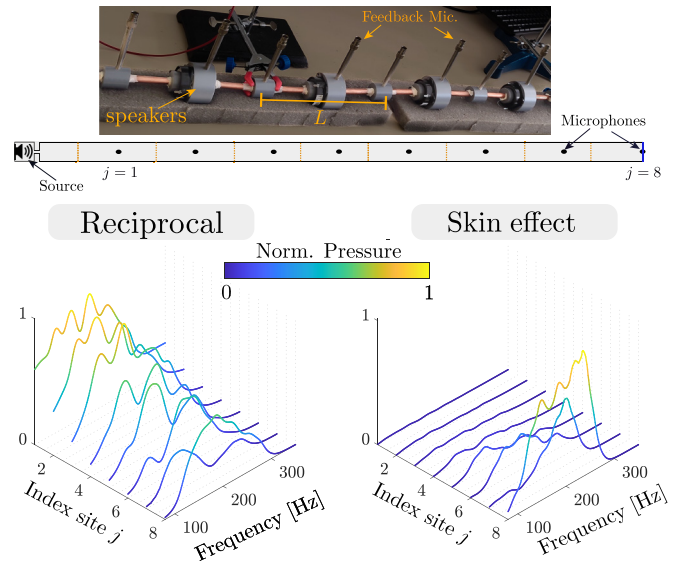 Feedback Mic.
speakers
L
Microphones
Source
j = 1
j = 8
Reciprocal
Skin effect
Norm. Pressure
0
1
1
0
2
4
6
8
100
200
300
Index site j
Frequency [Hz]
1
0
2
4
6
8
100
200
300
Index site j
Frequency [Hz]